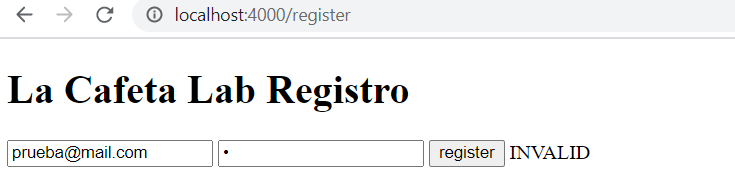 localhost:4000/register
La Cafeta Lab Registro
prueba@mail.com • register INVALID